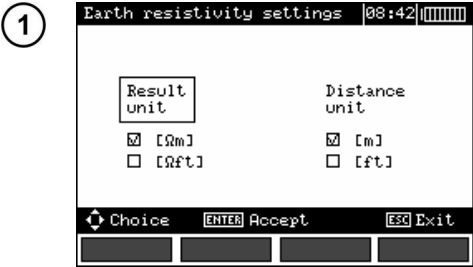 1
Earth resistivity settings 08:42
Result unit
Distance unit
[Ωm]
[Ωft]
[m]
[ft]
Choice ENTER Accept ESC Exit